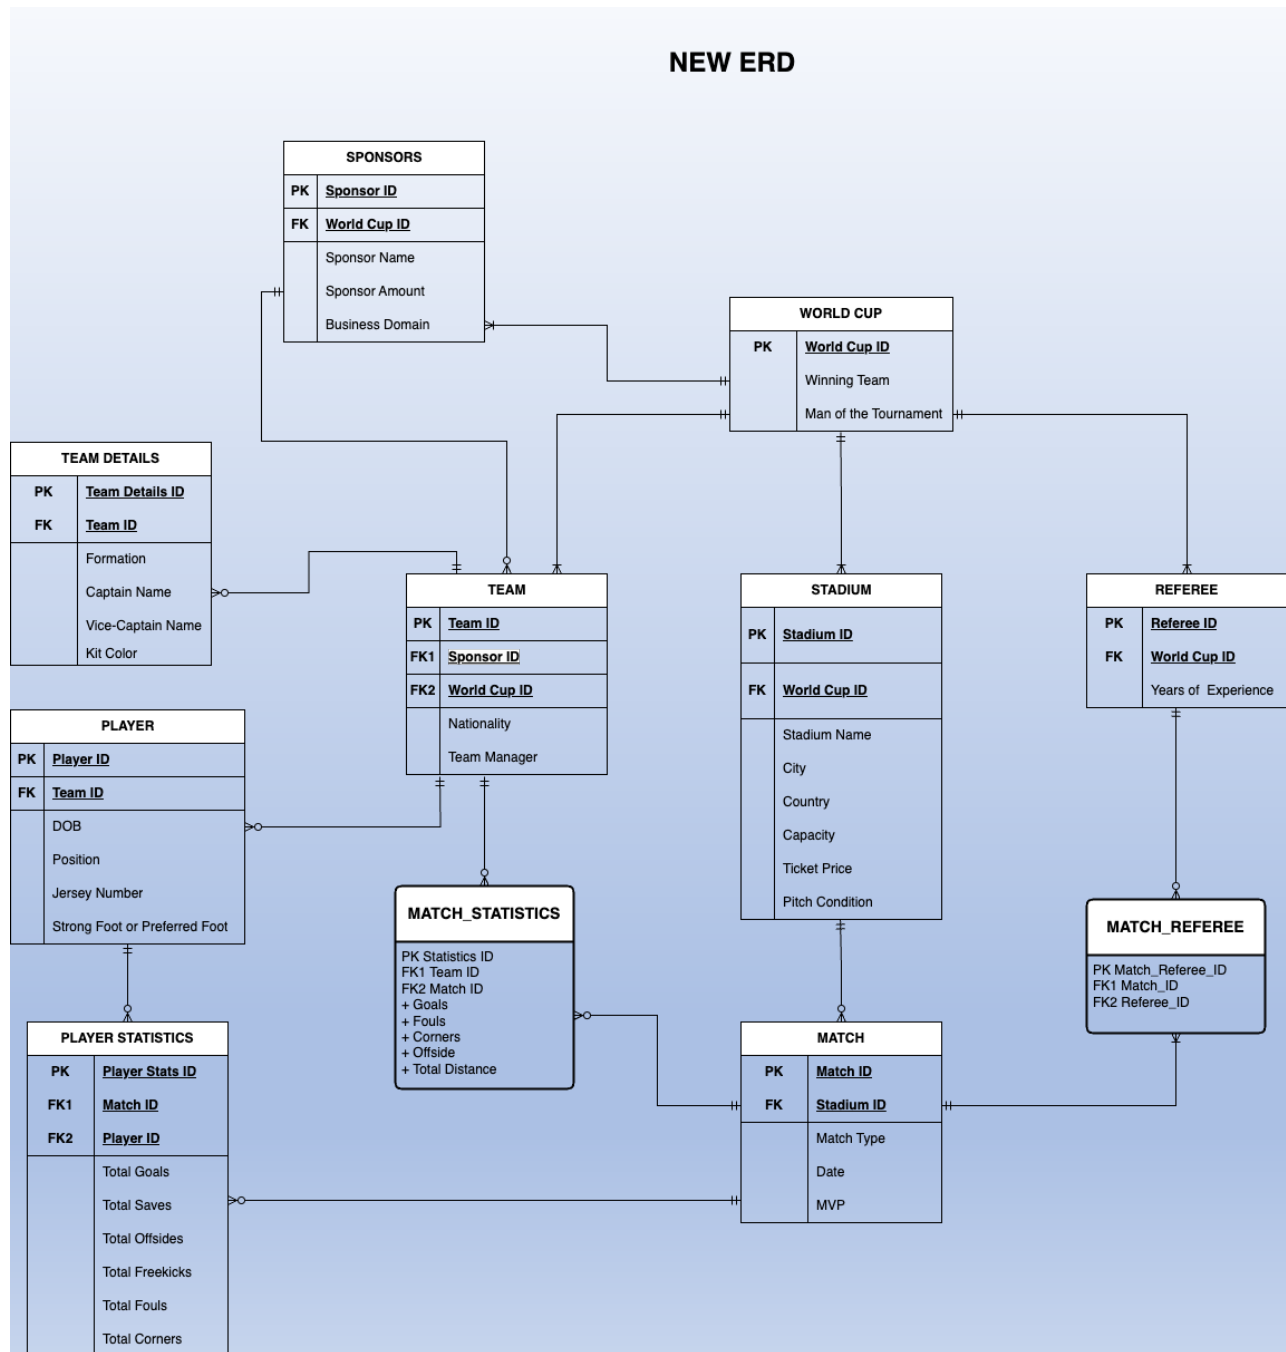 NEW ERD
SPONSORS
PK Sponsor ID
FK World Cup ID
Sponsor Name
Sponsor Amount
Business Domain
WORLD CUP
PK World Cup ID
Winning Team
Man of the Tournament
TEAM DETAILS
PK Team Details ID
FK Team ID
Formation
Captain Name
Vice-Captain Name
Kit Color
TEAM
PK Team ID
FK1 Sponsor ID
FK2 World Cup ID
Nationality
Team Manager
STADIUM
PK Stadium ID
FK World Cup ID
Stadium Name
City
Country
Capacity
Ticket Price
Pitch Condition
REFEREE
PK Referee ID
FK World Cup ID
Years of Experience
PLAYER
PK Player ID
FK Team ID
DOB
Position
Jersey Number
Strong Foot or Preferred Foot
MATCH_STATISTICS
PK Statistics ID
FK1 Team ID
FK2 Match ID
+ Goals
+ Fouls
+ Corners
+ Offside
+ Total Distance
MATCH_REFEREE
PK Match_Referee_ID
FK1 Match_ID
FK2 Referee_ID
PLAYER STATISTICS
PK Player Stats ID
FK1 Match ID
FK2 Player ID
Total Goals
Total Saves
Total Offsides
Total Freekicks
Total Fouls
Total Corners
MATCH
PK Match ID
FK Stadium ID
Match Type
Date
MVP